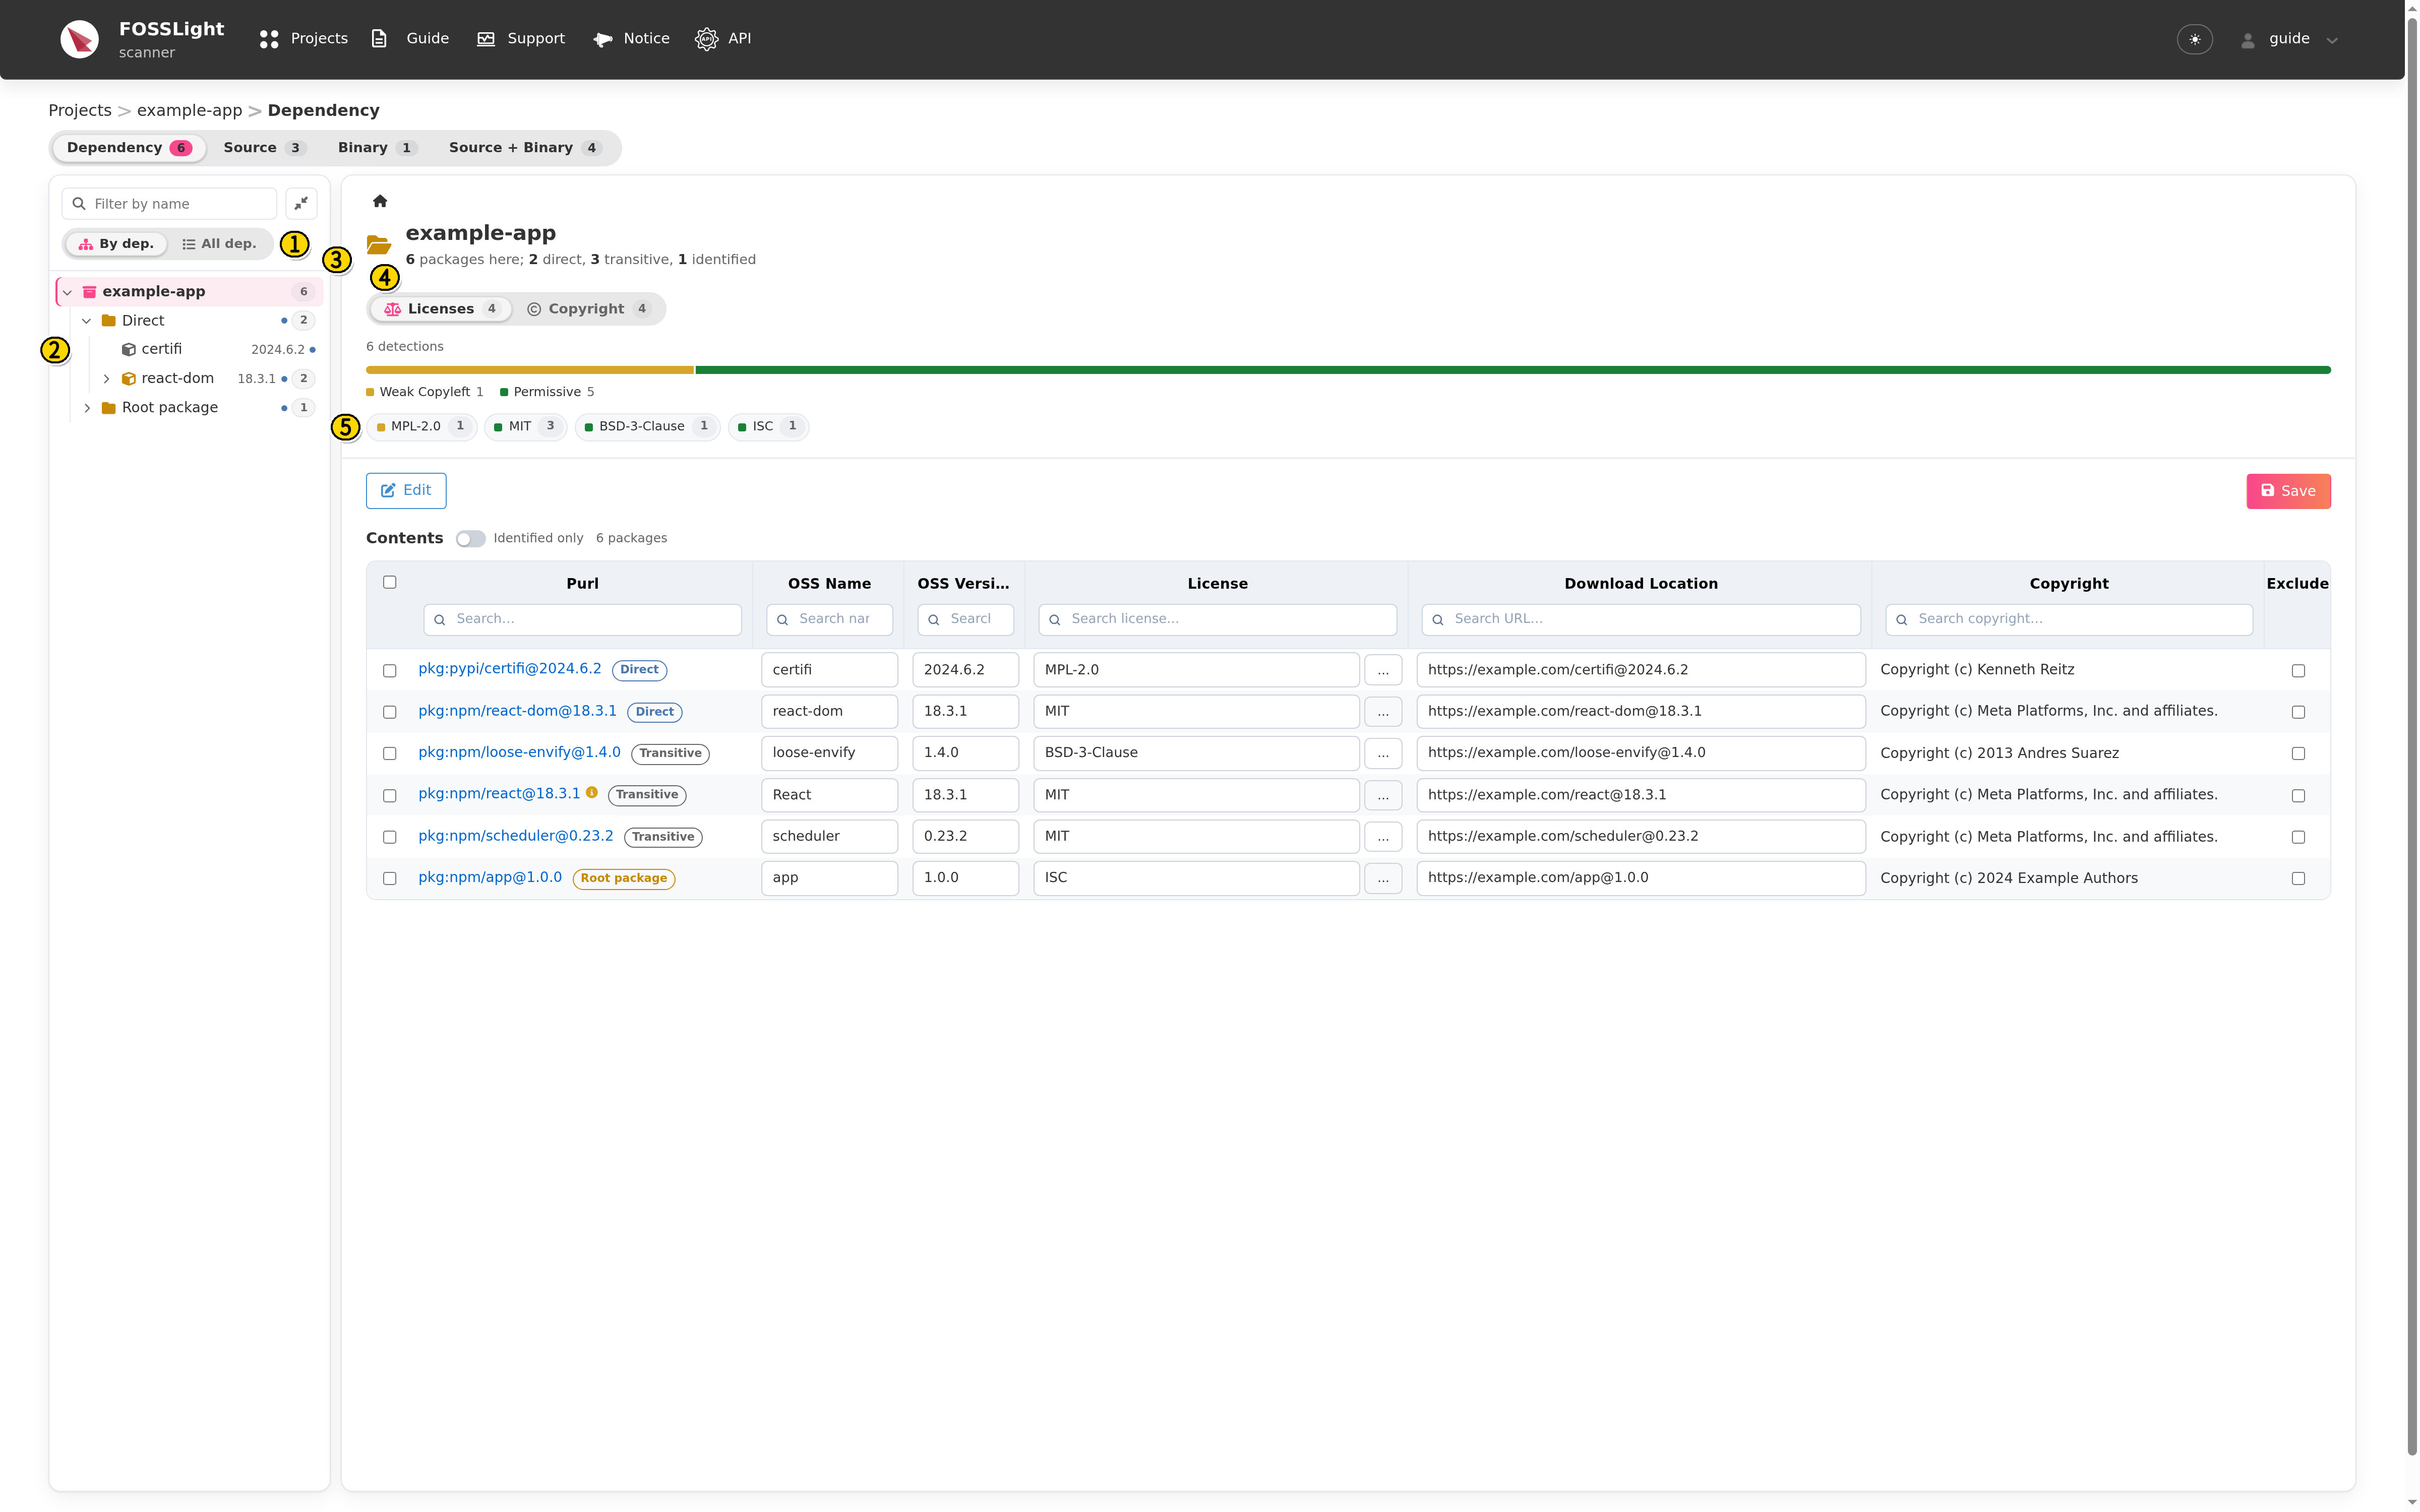 FOSSLight
scanner
Projects Guide Support Notice API guide
Projects > example-app > Dependency
Dependency 6 Source 3 Binary 1 Source + Binary 4
Filter by name
By dep. All dep. 1
example-app 6
Direct 2
2 certifi 2024.6.2
react-dom 18.3.1 2
Root package 1
example-app
3 6 packages here; 2 direct, 3 transitive, 1 identified
4
Licenses 4 © Copyright 4
6 detections
Weak Copyleft 1 Permissive 5
5 MPL-2.0 1 MIT 3 BSD-3-Clause 1 ISC 1
Edit Save
Contents Identified only 6 packages
Purl OSS Name OSS Versi... License Download Location Copyright Exclude
Search... Search nar Searcl Search license... Search URL... Search copyright...
pkg:pypi/certifi@2024.6.2 Direct certifi 2024.6.2 MPL-2.0 ... https://example.com/certifi@2024.6.2 Copyright (c) Kenneth Reitz
pkg:npm/react-dom@18.3.1 Direct react-dom 18.3.1 MIT ... https://example.com/react-dom@18.3.1 Copyright (c) Meta Platforms, Inc. and affiliates.
pkg:npm/loose-envify@1.4.0 Transitive loose-envify 1.4.0 BSD-3-Clause ... https://example.com/loose-envify@1.4.0 Copyright (c) 2013 Andres Suarez
pkg:npm/react@18.3.1 Transitive React 18.3.1 MIT ... https://example.com/react@18.3.1 Copyright (c) Meta Platforms, Inc. and affiliates.
pkg:npm/scheduler@0.23.2 Transitive scheduler 0.23.2 MIT ... https://example.com/scheduler@0.23.2 Copyright (c) Meta Platforms, Inc. and affiliates.
pkg:npm/app@1.0.0 Root package app 1.0.0 ISC ... https://example.com/app@1.0.0 Copyright (c) 2024 Example Authors